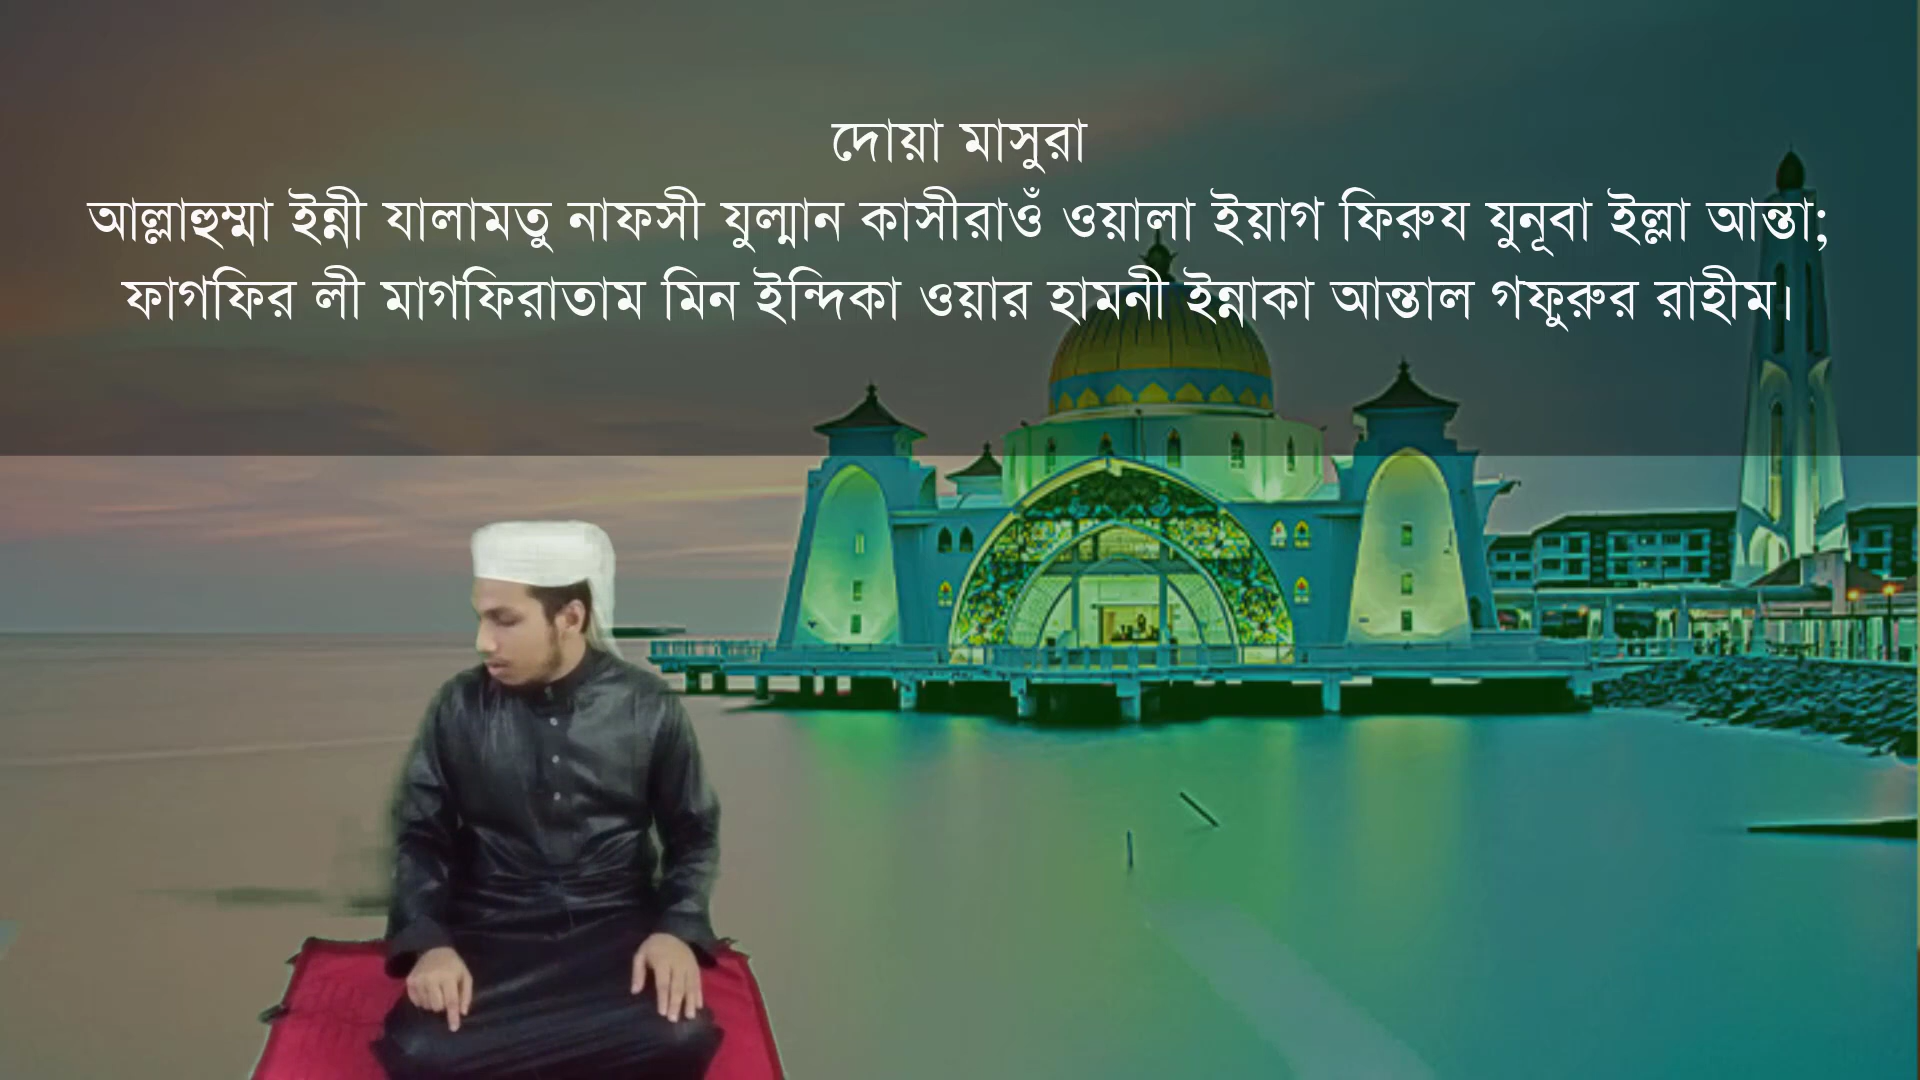 দোয়া মাসুরা
আল্লাহুম্মা ইন্নী যালামতু নাফসী যুল্মান কাসীরাওঁ ওয়ালা ইয়াগ ফিরুয যুনূবা ইল্লা আন্তা;
ফাগফির লী মাগফিরাতাম মিন ইন্দিকা ওয়ার হামনী ইন্নাকা আন্তাল গফুরুর রাহীম।